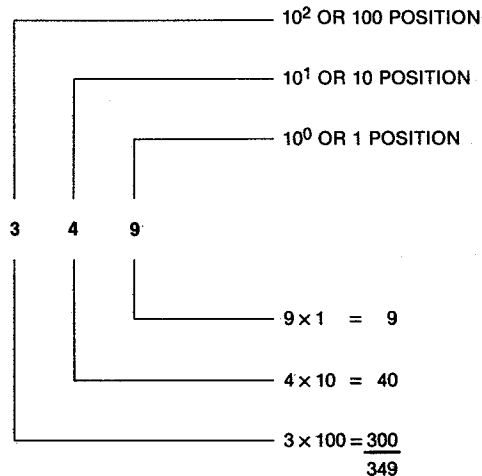 10² OR 100 POSITION
10¹ OR 10 POSITION
10⁰ OR 1 POSITION
3 4 9
9 × 1 = 9
4 × 10 = 40
3 × 100 = 300
349